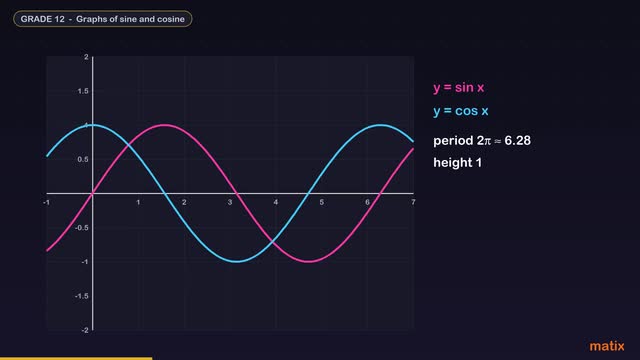 GRADE 12 - Graphs of sine and cosine
2
1.5
1
0.5
-1 1 2 3 4 5 6 7
-0.5
-1
-1.5
-2
y = sin x
y = cos x
period 2π ≈ 6.28
height 1
matix